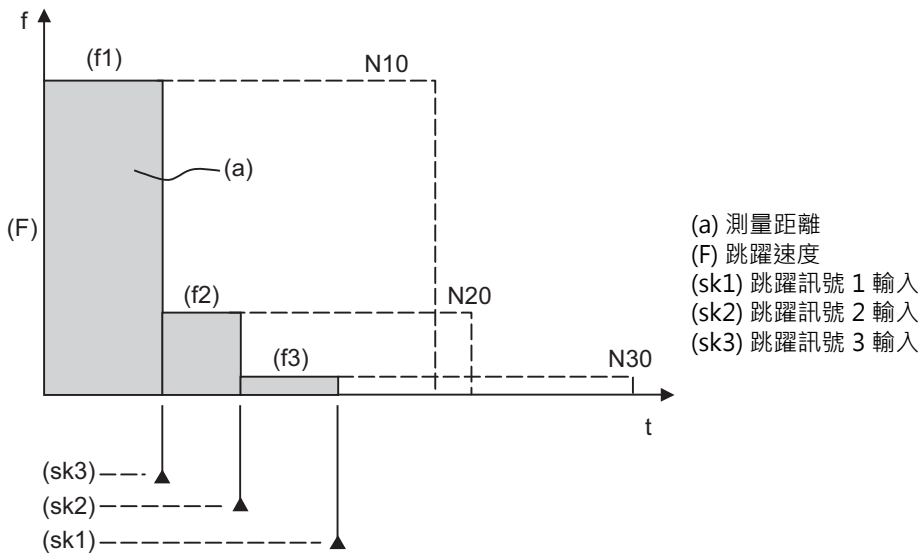 f
(f1)
N10
(a)
(F)
(f2)
N20
(f3)
N30
t
(sk3)
(sk2)
(sk1)
(a) 測量距離
(F) 跳躍速度
(sk1) 跳躍訊號 1 輸入
(sk2) 跳躍訊號 2 輸入
(sk3) 跳躍訊號 3 輸入